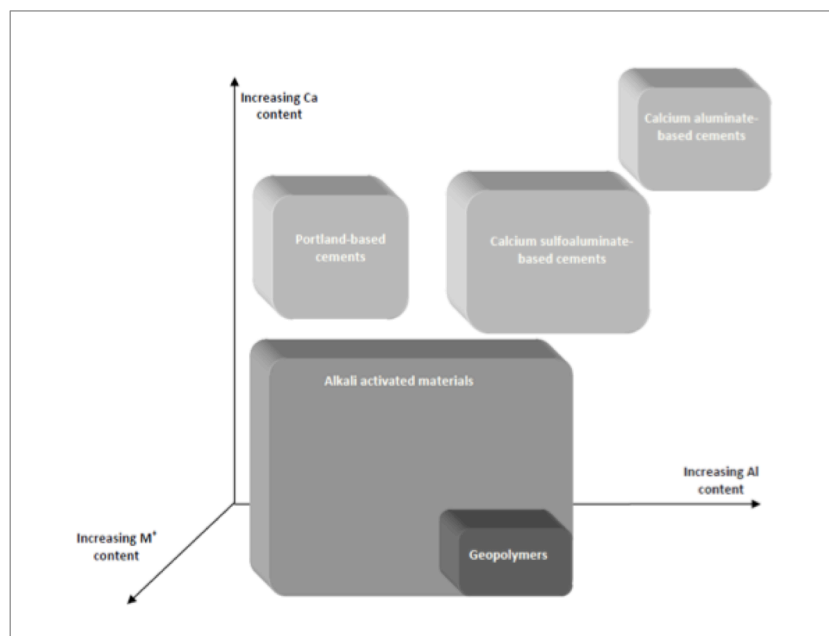 Increasing Ca
content
Calcium aluminate-
based cements
Portland-based
cements
Calcium sulfoaluminate-
based cements
Alkali activated materials
Increasing Al
content
Increasing M⁺
content
Geopolymers